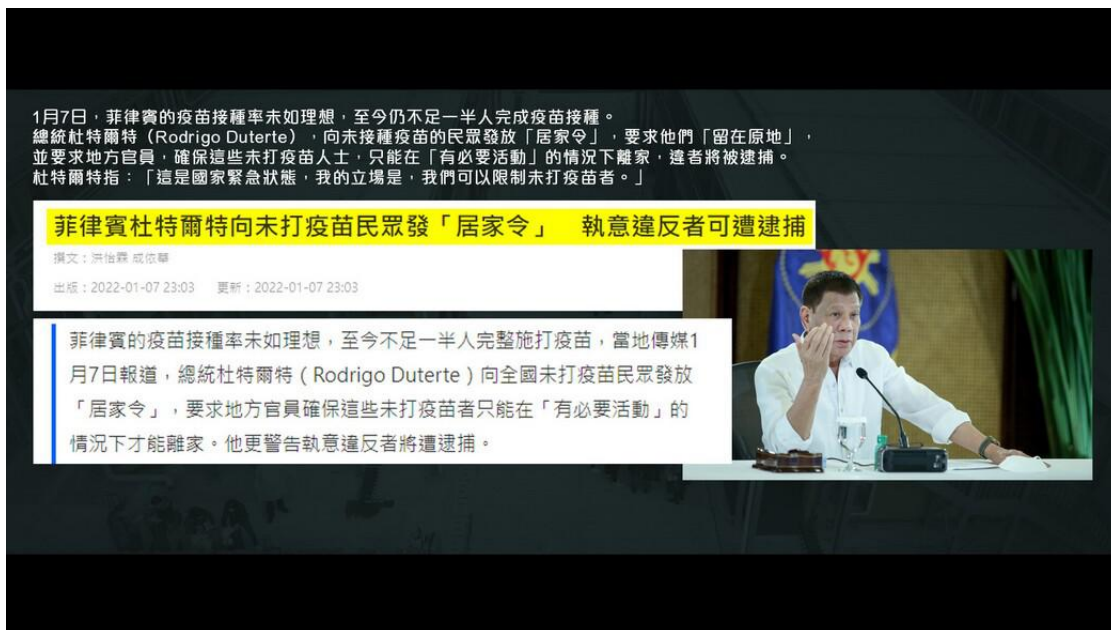 1月7日，菲律賓的疫苗接種率未如理想，至今仍不足一半人完成疫苗接種。
總統杜特爾特（Rodrigo Duterte），向未接種疫苗的民眾發放「居家令」，要求他們「留在原地」，
並要求地方官員，確保這些未打疫苗人士，只能在「有必要活動」的情況下離家，違者將被逮捕。
杜特爾特指：「這是國家緊急狀態，我的立場是，我們可以限制未打疫苗者。」
菲律賓杜特爾特向未打疫苗民眾發「居家令」　執意違反者可遭逮捕
撰文：洪怡霖 成依華
出版：2022-01-07 23:03　更新：2022-01-07 23:03
菲律賓的疫苗接種率未如理想，至今不足一半人完整施打疫苗，當地傳媒1
月7日報道，總統杜特爾特（Rodrigo Duterte）向全國未打疫苗民眾發放
「居家令」，要求地方官員確保這些未打疫苗者只能在「有必要活動」的
情況下才能離家。他更警告執意違反者將遭逮捕。